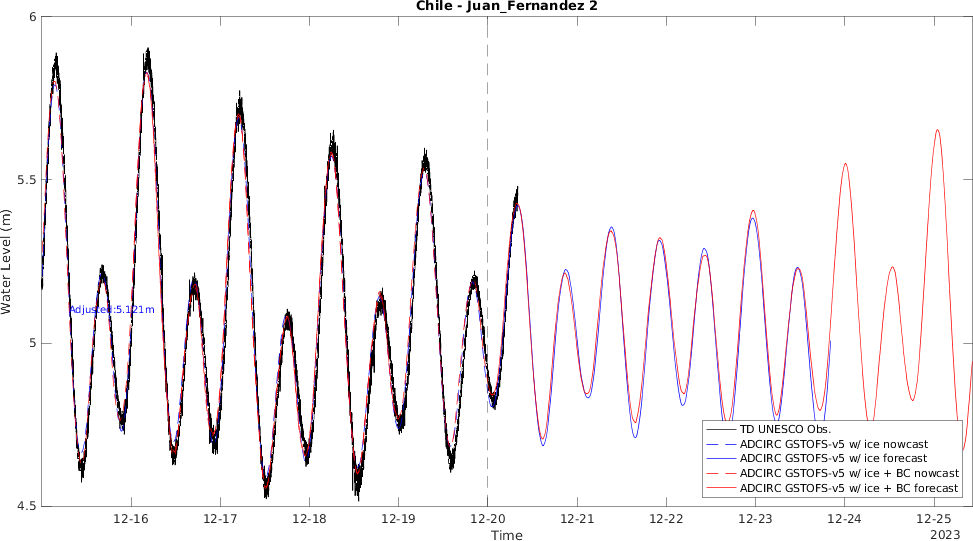 Chile - Juan_Fernandez 2
6
5.5
5
4.5
Water Level (m)
Adjusted:5.121m
TD UNESCO Obs.
ADCIRC GSTOFS-v5 w/ ice nowcast
ADCIRC GSTOFS-v5 w/ ice forecast
ADCIRC GSTOFS-v5 w/ ice + BC nowcast
ADCIRC GSTOFS-v5 w/ ice + BC forecast
12-16 12-17 12-18 12-19 12-20 12-21 12-22 12-23 12-24 12-25
Time
2023